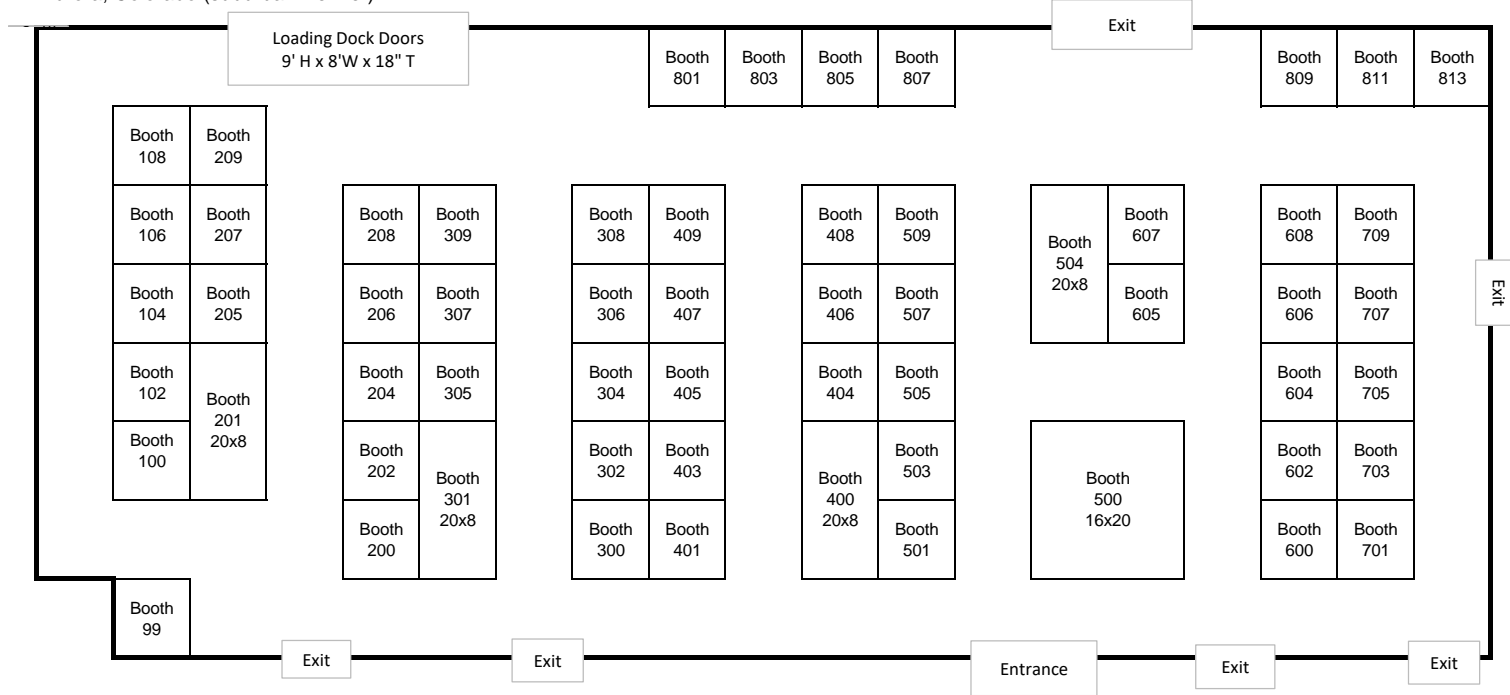 Loading Dock Doors
9' H x 8'W x 18" T
Exit
Booth
801
Booth
803
Booth
805
Booth
807
Booth
809
Booth
811
Booth
813
Booth
108
Booth
209
Booth
106
Booth
207
Booth
208
Booth
309
Booth
308
Booth
409
Booth
408
Booth
509
Booth
504
20x8
Booth
607
Booth
608
Booth
709
Booth
104
Booth
205
Booth
206
Booth
307
Booth
306
Booth
407
Booth
406
Booth
507
Booth
605
Booth
606
Booth
707
Exit
Booth
102
Booth
201
20x8
Booth
204
Booth
305
Booth
304
Booth
405
Booth
404
Booth
505
Booth
604
Booth
705
Booth
100
Booth
202
Booth
301
20x8
Booth
302
Booth
403
Booth
400
20x8
Booth
503
Booth
500
16x20
Booth
602
Booth
703
Booth
200
Booth
300
Booth
401
Booth
501
Booth
600
Booth
701
Booth
99
Exit
Exit
Entrance
Exit
Exit